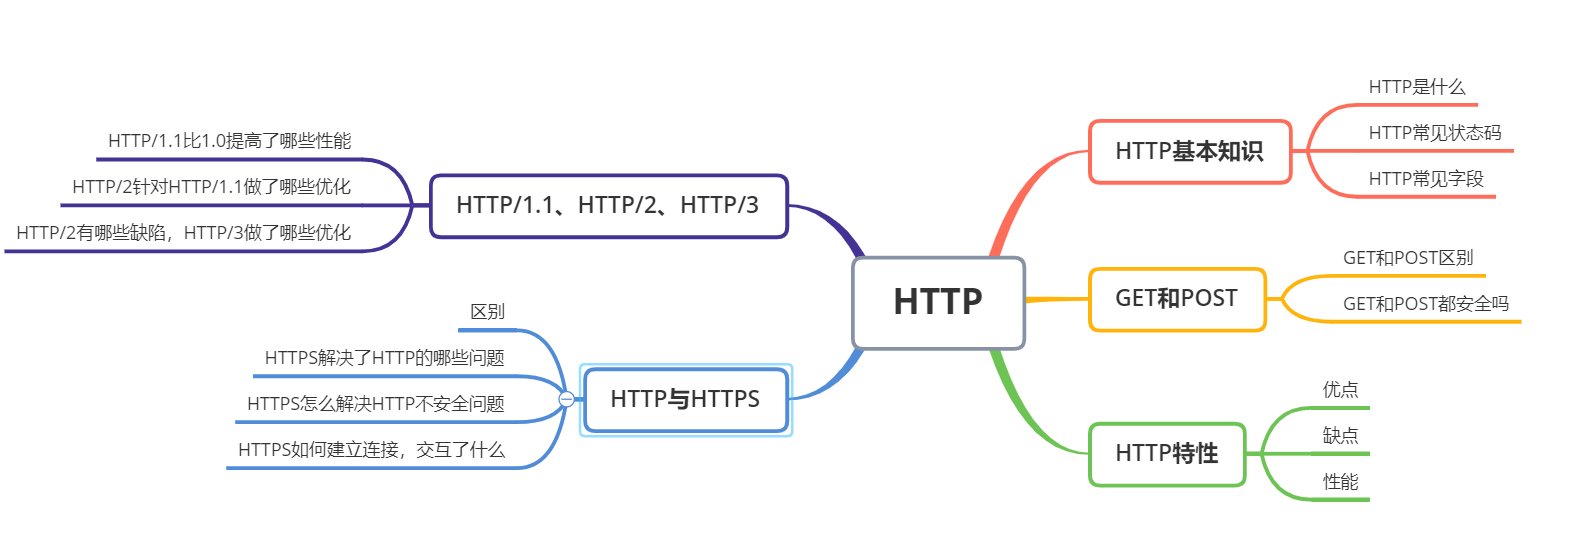 HTTP
HTTP基本知识
HTTP是什么
HTTP常见状态码
HTTP常见字段
GET和POST
GET和POST区别
GET和POST都安全吗
HTTP特性
优点
缺点
性能
HTTP/1.1、HTTP/2、HTTP/3
HTTP/1.1比1.0提高了哪些性能
HTTP/2针对HTTP/1.1做了哪些优化
HTTP/2有哪些缺陷，HTTP/3做了哪些优化
HTTP与HTTPS
区别
HTTPS解决了HTTP的哪些问题
HTTPS怎么解决HTTP不安全问题
HTTPS如何建立连接，交互了什么